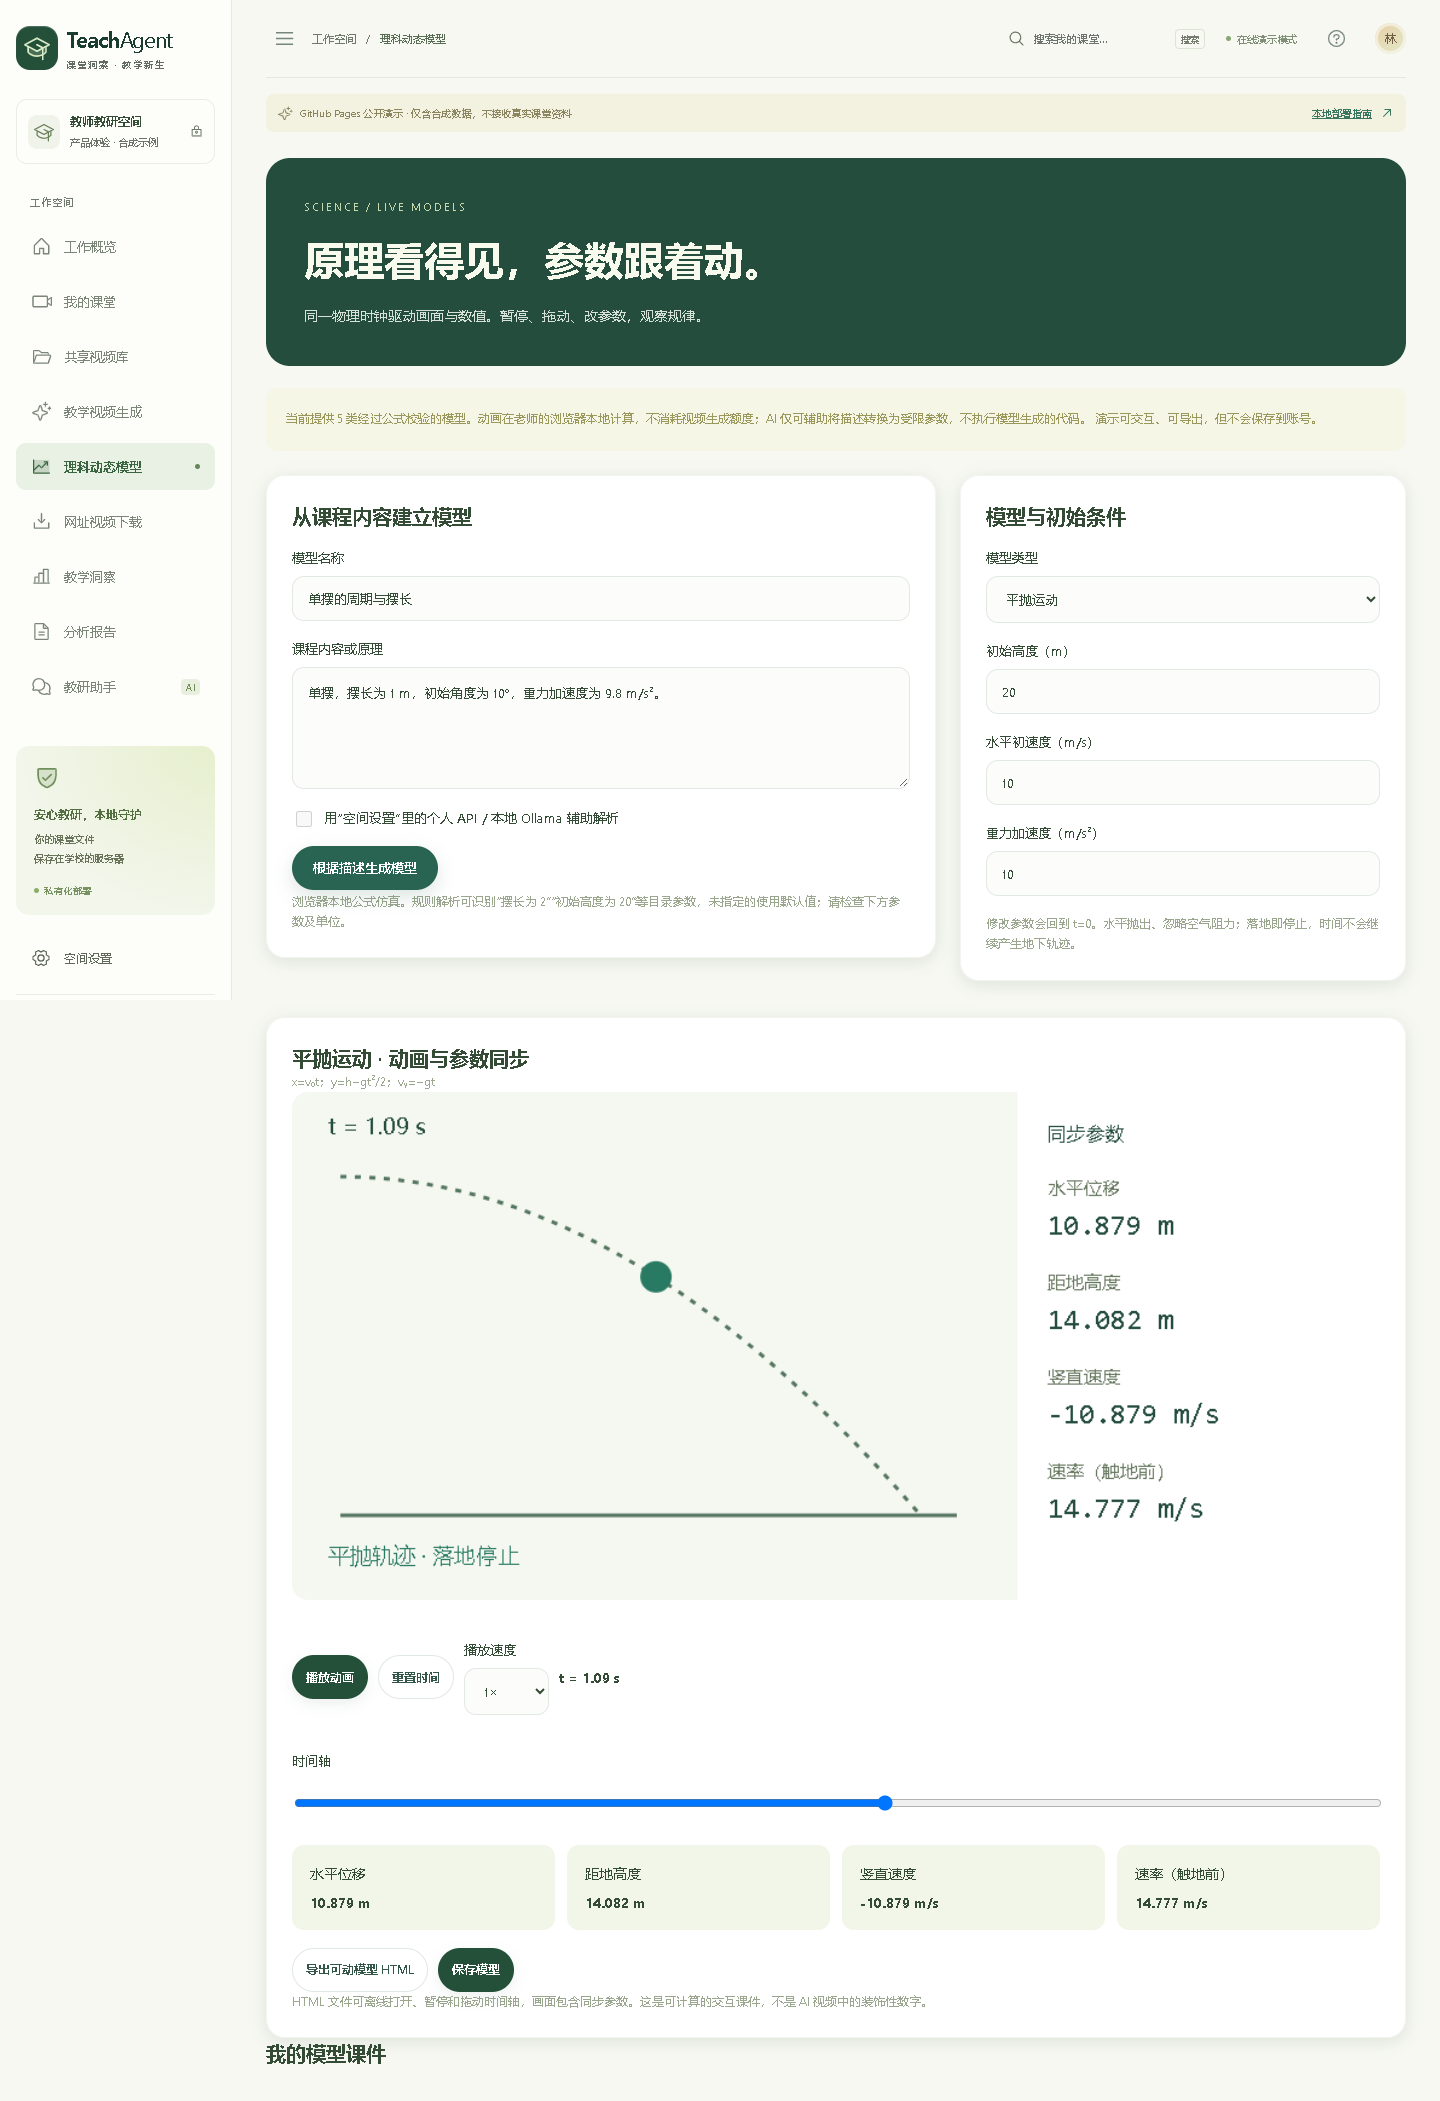 TeachAgent
课堂洞察 · 教学新生
教师教研空间
产品体验 · 合成示例
工作空间
工作概览
我的课堂
共享视频库
教学视频生成
理科动态模型
网址视频下载
教学洞察
分析报告
教研助手
AI
安心教研，本地守护
你的课堂文件
保存在学校的服务器
私有化部署
空间设置
工作空间 / 理科动态模型
搜索我的课堂...
搜索
在线演示模式
林
GitHub Pages 公开演示 · 仅含合成数据，不接收真实课堂资料
本地部署指南
SCIENCE / LIVE MODELS
原理看得见，参数跟着动。
同一物理时钟驱动画面与数值。暂停、拖动、改参数，观察规律。
当前提供 5 类经过公式校验的模型。动画在老师的浏览器本地计算，不消耗视频生成额度；AI 仅可辅助将描述转换为受限参数，不执行模型生成的代码。 演示可交互、可导出，但不会保存到账号。
从课程内容建立模型
模型名称
单摆的周期与摆长
课程内容或原理
单摆，摆长为 1 m，初始角度为 10°，重力加速度为 9.8 m/s²。
用“空间设置”里的个人 API / 本地 Ollama 辅助解析
根据描述生成模型
浏览器本地公式仿真。规则解析可识别“摆长为 2”“初始高度为 20”等目录参数，未指定的使用默认值；请检查下方参
数及单位。
模型与初始条件
模型类型
平抛运动
初始高度（m）
20
水平初速度（m/s）
10
重力加速度（m/s²）
10
修改参数会回到 t=0。水平抛出、忽略空气阻力；落地即停止，时间不会继
续产生地下轨迹。
平抛运动 · 动画与参数同步
x=v₀t；y=h−gt²/2；vᵧ=−gt
t = 1.09 s
平抛轨迹 · 落地停止
同步参数
水平位移
10.879 m
距地高度
14.082 m
竖直速度
-10.879 m/s
速率（触地前）
14.777 m/s
播放动画
重置时间
播放速度
1×
t = 1.09 s
时间轴
水平位移
10.879 m
距地高度
14.082 m
竖直速度
-10.879 m/s
速率（触地前）
14.777 m/s
导出可动模型 HTML
保存模型
HTML 文件可离线打开、暂停和拖动时间轴，画面包含同步参数。这是可计算的交互课件，不是 AI 视频中的装饰性数字。
我的模型课件